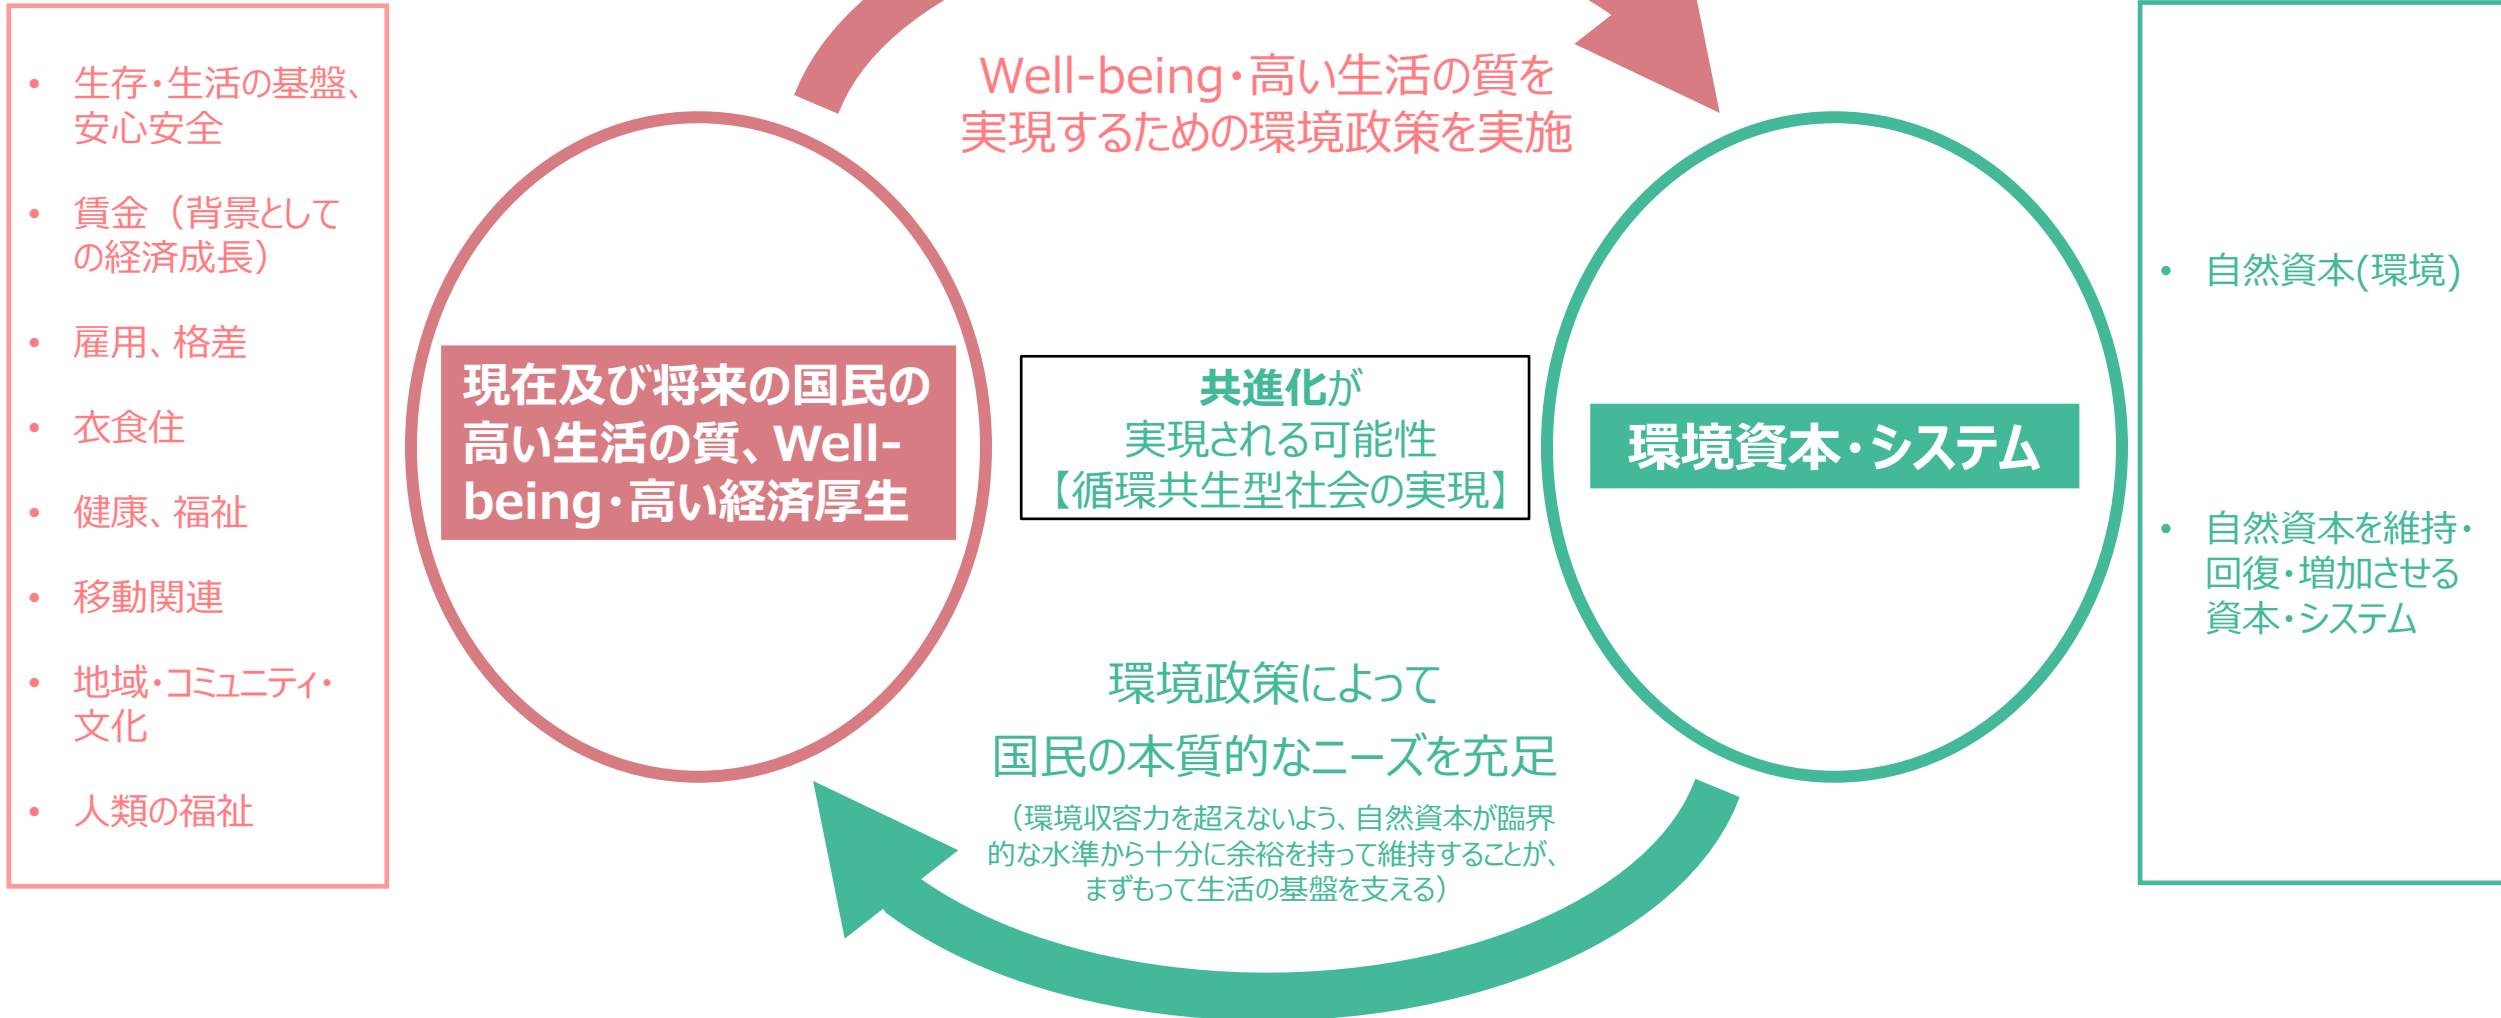 • 生存・生活の基盤、
安心安全
• 賃金（背景として
の経済成長）
• 雇用、格差
• 衣食住
• 健康、福祉
• 移動関連
• 地域・コミュニティ・
文化
• 人類の福祉
現在及び将来の国民の
高い生活の質、Well-
being・高い経済厚生
Well-being・高い生活の質を
実現するための環境政策を実施
共進化が
実現される可能性
【循環共生型社会の実現】
環境政策によって
国民の本質的なニーズを充足
（環境収容力を超えないよう、自然資本が臨界
的な水準から十分に余裕を持って維持することが、
まずもって生活の基盤を支える）
環境資本・システム
• 自然資本(環境)
• 自然資本を維持・
回復・増加させる
資本・システム